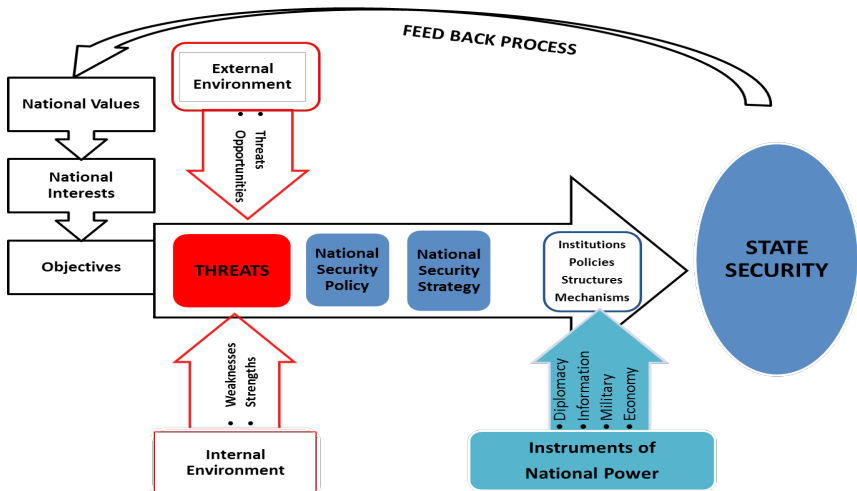 FEED BACK PROCESS
External
Environment
National Values
• Threats
• Opportunities
National
Interests
Objectives
THREATS
National
Security
Policy
National
Security
Strategy
Institutions
Policies
Structures
Mechanisms
STATE
SECURITY
• Weaknesses
• Strengths
• Diplomacy
• Information
• Military
• Economy
Internal
Environment
Instruments of
National Power